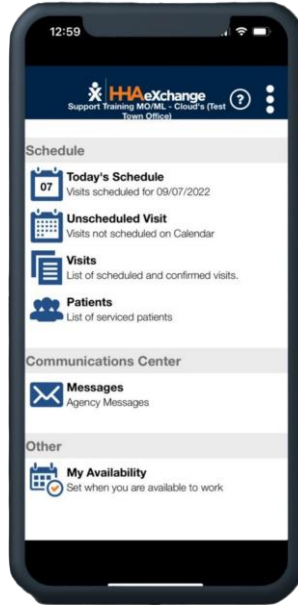 12:59
HHAeXchange
Support Training MO/ML - Cloud's (Test
Town Office)
?
Schedule
07
Today's Schedule
Visits scheduled for 09/07/2022
Unscheduled Visit
Visits not scheduled on Calendar
Visits
List of scheduled and confirmed visits.
Patients
List of serviced patients
Communications Center
Messages
Agency Messages
Other
My Availability
Set when you are available to work